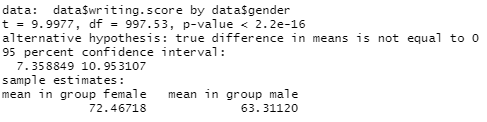 data:  data$writing.score by data$gender
t = 9.9977, df = 997.53, p-value < 2.2e-16
alternative hypothesis: true difference in means is not equal to 0
95 percent confidence interval:
  7.358849 10.953107
sample estimates:
mean in group female   mean in group male
            72.46718             63.31120